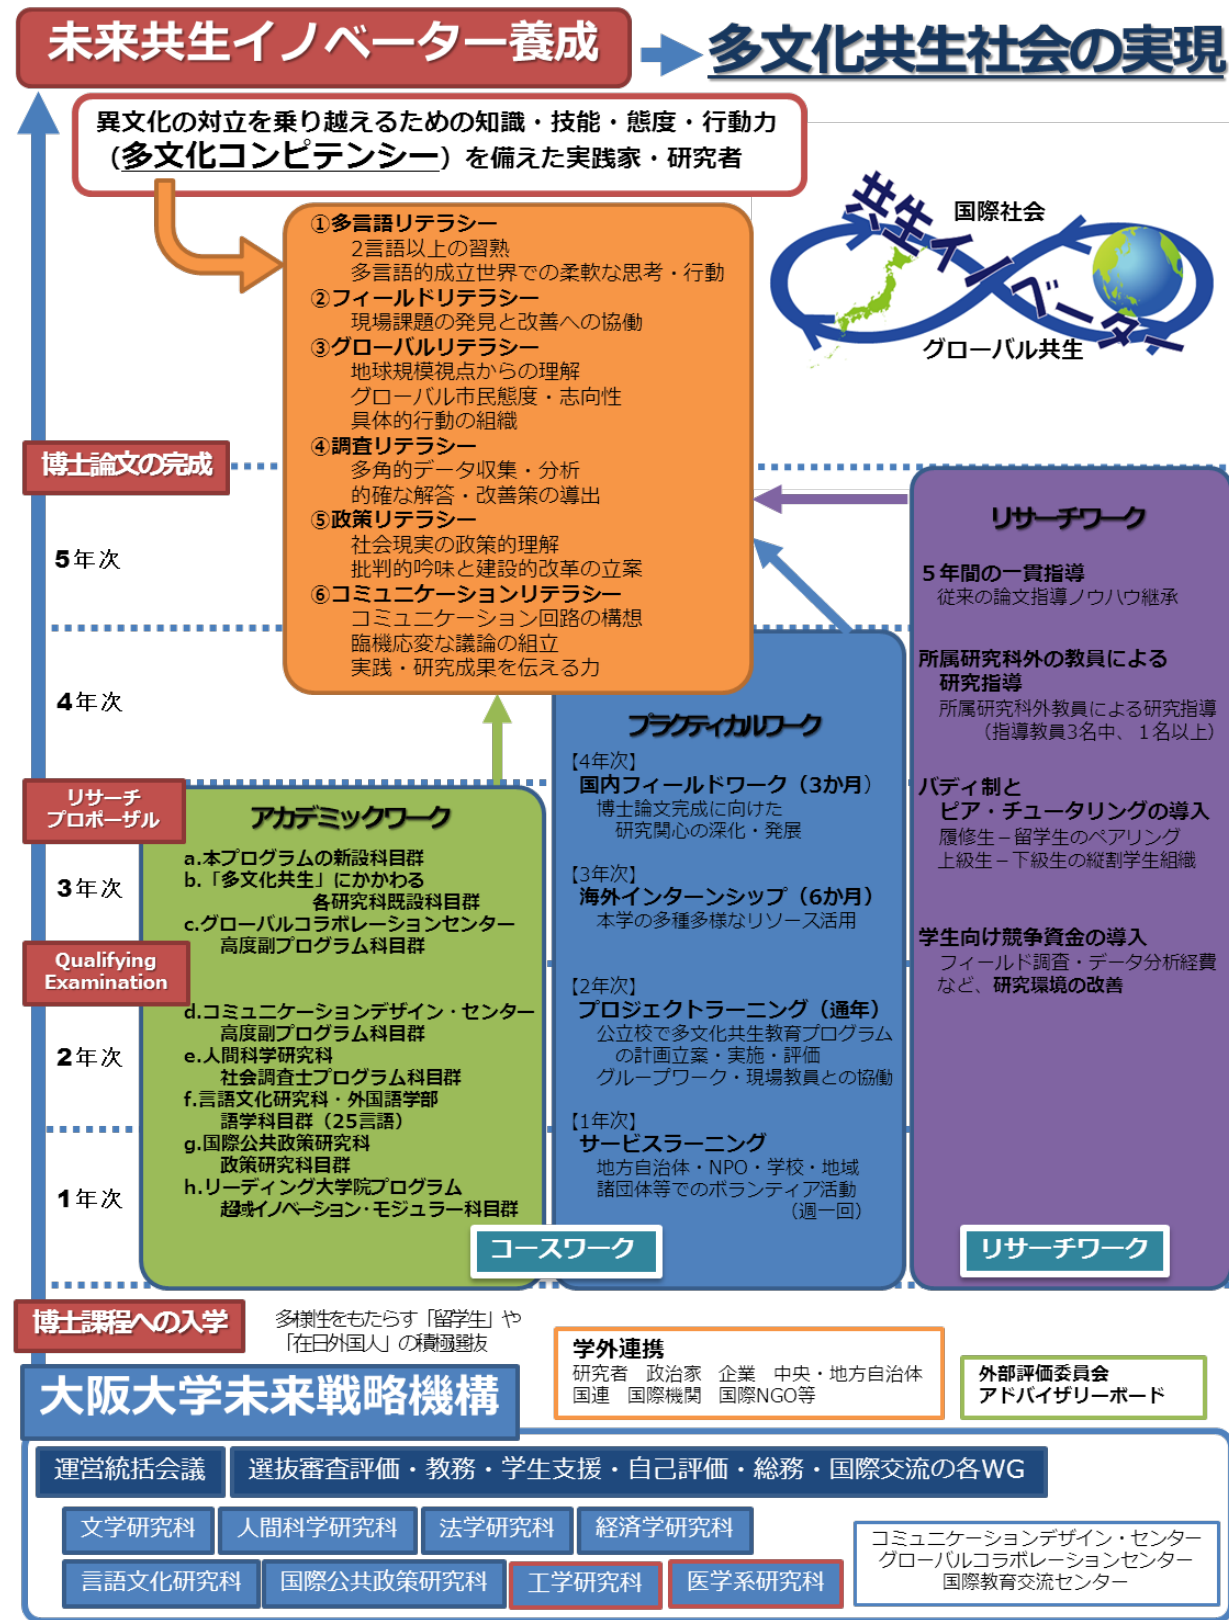 未来共生イノベーター養成
多文化共生社会の実現
異文化の対立を乗り越えるための知識・技能・態度・行動力
（多文化コンピテンシー）を備えた実践家・研究者
①多言語リテラシー
2言語以上の習熟
多言語的成立世界での柔軟な思考・行動
②フィールドリテラシー
現場課題の発見と改善への協働
③グローバルリテラシー
地球規模視点からの理解
グローバル市民態度・志向性
具体的行動の組織
④調査リテラシー
多角的データ収集・分析
的確な解答・改善策の導出
⑤政策リテラシー
社会現実の政策的理解
批判的吟味と建設的改革の立案
⑥コミュニケーションリテラシー
コミュニケーション回路の構想
臨機応変な議論の組立
実践・研究成果を伝える力
国際社会
共生イノベーター
グローバル共生
博士論文の完成
5年次
4年次
リサーチ
プロポーザル
3年次
Qualifying
Examination
2年次
1年次
アカデミックワーク
a.本プログラムの新設科目群
b.「多文化共生」にかかわる
各研究科既設科目群
c.グローバルコラボレーションセンター
高度副プログラム科目群
d.コミュニケーションデザイン・センター
高度副プログラム科目群
e.人間科学研究科
社会調査士プログラム科目群
f.言語文化研究科・外国語学部
語学科目群（25言語）
g.国際公共政策研究科
政策研究科目群
h.リーディング大学院プログラム
超域イノベーション・モジュラー科目群
プラクティカルワーク
【4年次】
国内フィールドワーク（3か月）
博士論文完成に向けた
研究関心の深化・発展
【3年次】
海外インターンシップ（6か月）
本学の多種多様なリソース活用
【2年次】
プロジェクトラーニング（通年）
公立校で多文化共生教育プログラム
の計画立案・実施・評価
グループワーク・現場教員との協働
【1年次】
サービスラーニング
地方自治体・NPO・学校・地域
諸団体等でのボランティア活動
（週一回）
コースワーク
リサーチワーク
５年間の一貫指導
従来の論文指導ノウハウ継承
所属研究科外の教員による
研究指導
所属研究科外教員による研究指導
（指導教員3名中、１名以上）
バディ制と
ピア・チュータリングの導入
履修生－留学生のペアリング
上級生－下級生の縦割学生組織
学生向け競争資金の導入
フィールド調査・データ分析経費
など、研究環境の改善
リサーチワーク
博士課程への入学
多様性をもたらす「留学生」や
「在日外国人」の積極選抜
学外連携
研究者　政治家　企業　中央・地方自治体
国連　国際機関　国際NGO等
外部評価委員会
アドバイザリーボード
大阪大学未来戦略機構
運営統括会議
選抜審査評価・教務・学生支援・自己評価・総務・国際交流の各WG
文学研究科
人間科学研究科
法学研究科
経済学研究科
言語文化研究科
国際公共政策研究科
工学研究科
医学系研究科
コミュニケーションデザイン・センター
グローバルコラボレーションセンター
国際教育交流センター